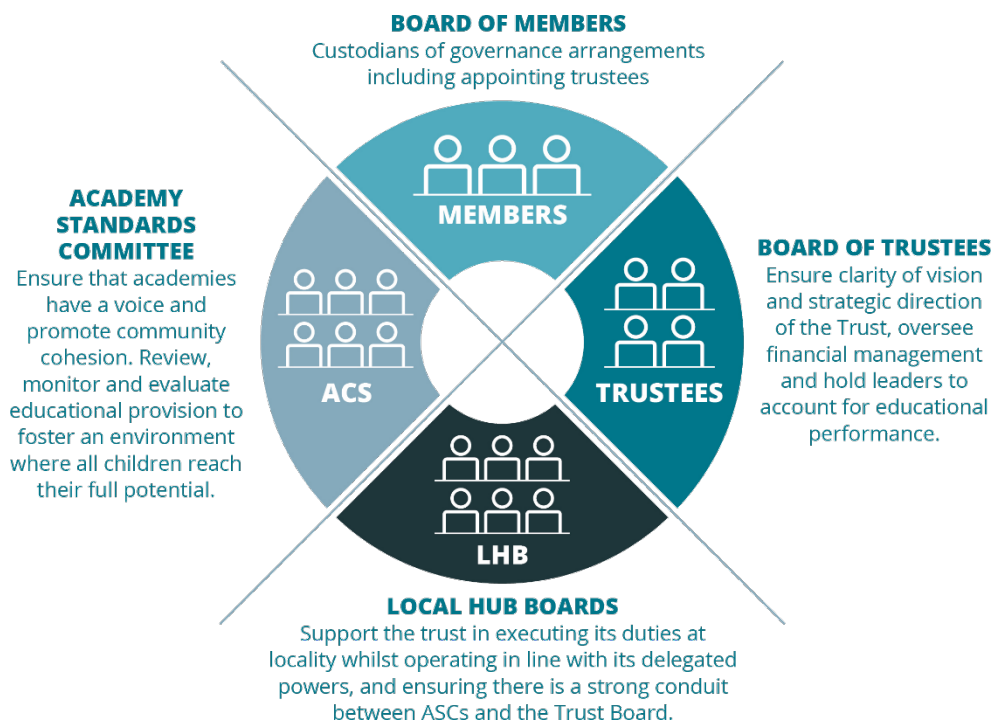 BOARD OF MEMBERS
Custodians of governance arrangements
including appointing trustees
MEMBERS
ACADEMY
STANDARDS
COMMITTEE
Ensure that academies
have a voice and
promote community
cohesion. Review,
monitor and evaluate
educational provision to
foster an environment
where all children reach
their full potential.
ACS
TRUSTEES
BOARD OF TRUSTEES
Ensure clarity of vision
and strategic direction
of the Trust, oversee
financial management
and hold leaders to
account for educational
performance.
LHB
LOCAL HUB BOARDS
Support the trust in executing its duties at
locality whilst operating in line with its delegated
powers, and ensuring there is a strong conduit
between ASCs and the Trust Board.